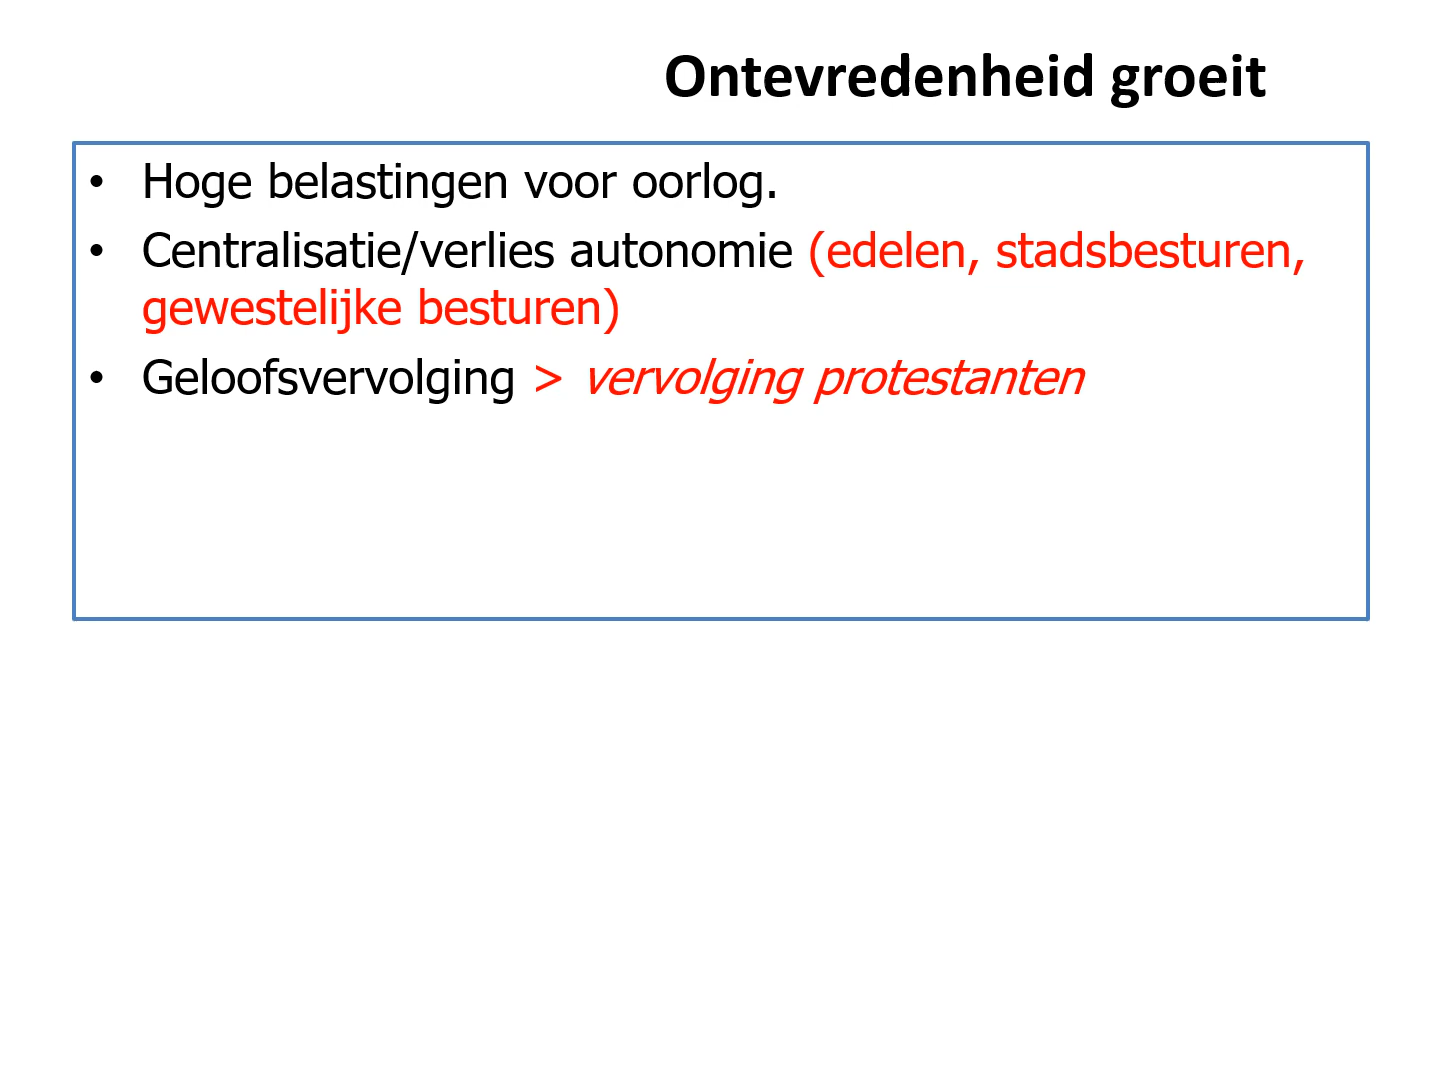 Ontevredenheid groeit
• Hoge belastingen voor oorlog.
• Centralisatie/verlies autonomie (edelen, stadsbesturen,
gewestelijke besturen)
• Geloofsvervolging > vervolging protestanten